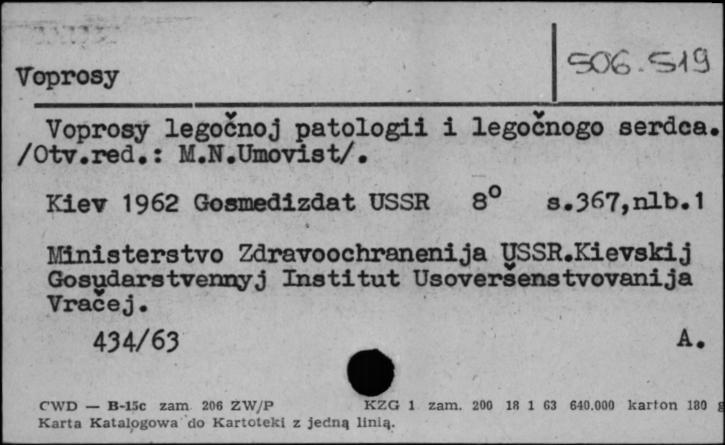 506.519
Voprosy
Voprosy legočnoj patologii i legočnogo serdca.
/Otv.red.: M.N.Umovist/.
Kiev 1962 Gosmedizdat USSR 8° s.367,nlb.1
Ministerstvo Zdravoochranenija USSR.Kievskij
Gosudarstvennyj Institut Usoveršenstvovanija
Vračej.
434/63 A.
CWD — B-15c zam 206 ZW/P KZG 1 zam. 200 18 1 63 640.000 karton 180 g
Karta Katalogowa do Kartoteki z jedną linią.